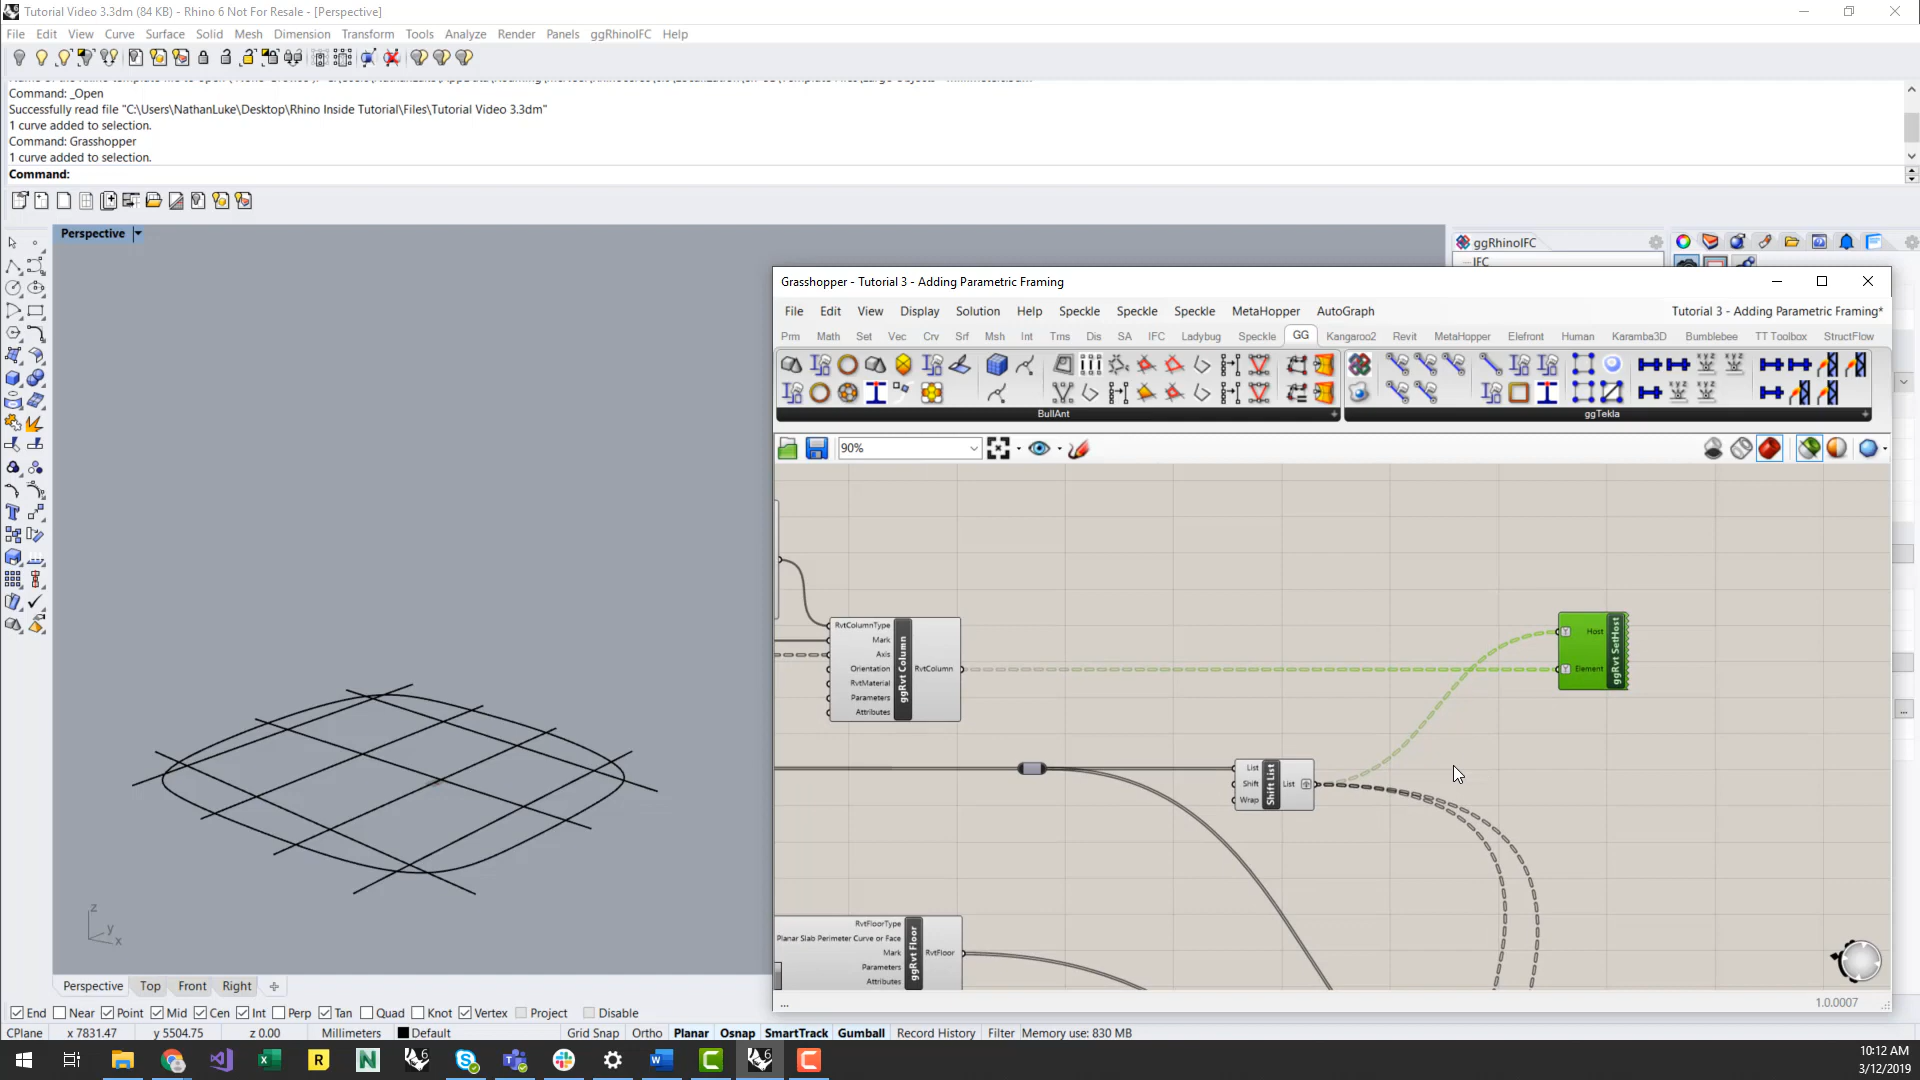 Tutorial Video 3.3dm (84 KB) - Rhino 6 Not For Resale - [Perspective]
File Edit View Curve Surface Solid Mesh Dimension Transform Tools Analyze Render Panels ggRhinoIFC Help
Command: _Open
Successfully read file "C:\Users\NathanLuke\Desktop\Rhino Inside Tutorial\Files\Tutorial Video 3.3dm"
1 curve added to selection.
Command: Grasshopper
1 curve added to selection.
Command:
Perspective
ggRhinoIFC
IFC
Grasshopper - Tutorial 3 - Adding Parametric Framing
File Edit View Display Solution Help Speckle Speckle Speckle MetaHopper AutoGraph Tutorial 3 - Adding Parametric Framing*
Prm Math Set Vec Crv Srf Msh Int Trns Dis SA IFC Ladybug Speckle GG Kangaroo2 Revit MetaHopper Elefront Human Karamba3D Bumblebee TT Toolbox StructFlow
BullAnt ggTekla
90%
RvtColumnType
Mark
Axis
Orientation
RvtMaterial
Parameters
Attributes
ggRvt Column
RvtColumn
Host
Element
ggRvt SetHost
List
Shift
Wrap
Shift List
List
RvtFloorType
Planar Slab Perimeter Curve or Face
Mark
Parameters
Attributes
ggRvt Floor
RvtFloor
z
y
x
...
1.0.0007
Perspective Top Front Right
End Near Point Mid Cen Int Perp Tan Quad Knot Vertex Project Disable
CPlane x 7831.47 y 5504.75 z 0.00 Millimeters Default Grid Snap Ortho Planar Osnap SmartTrack Gumball Record History Filter Memory use: 830 MB
10:12 AM
3/12/2019